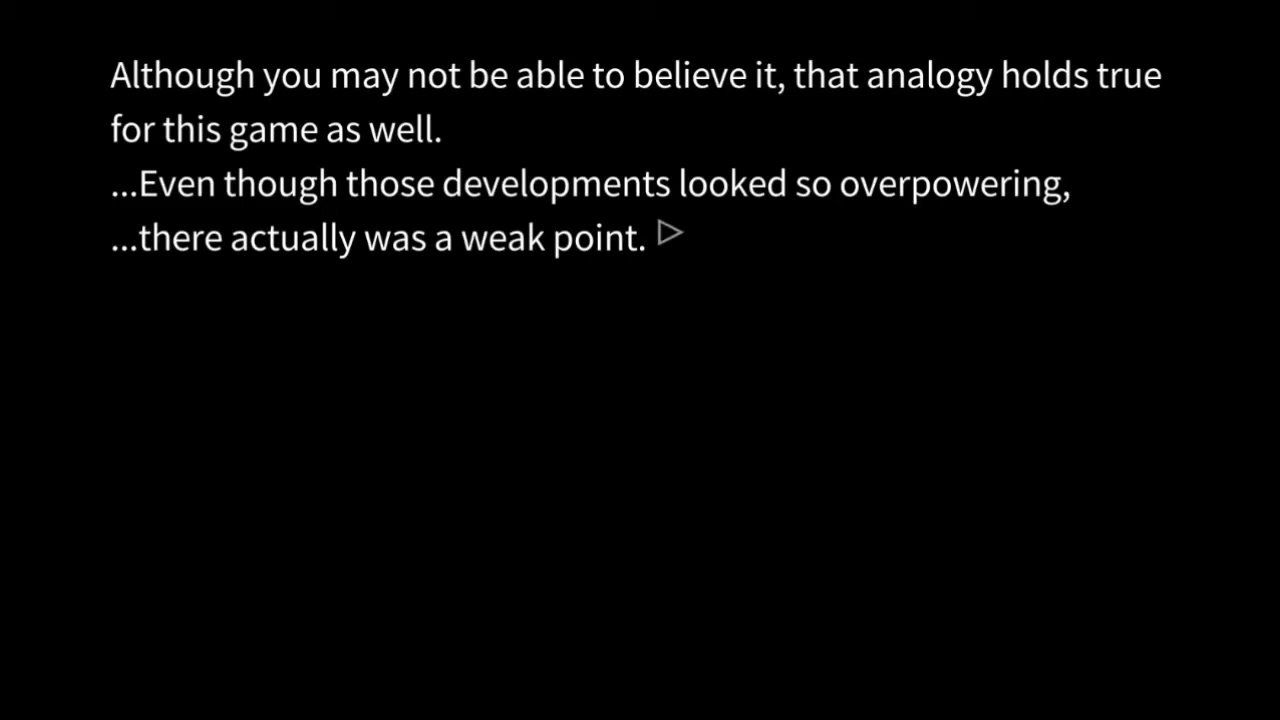 Although you may not be able to believe it, that analogy holds true
for this game as well.
...Even though those developments looked so overpowering,
...there actually was a weak point.